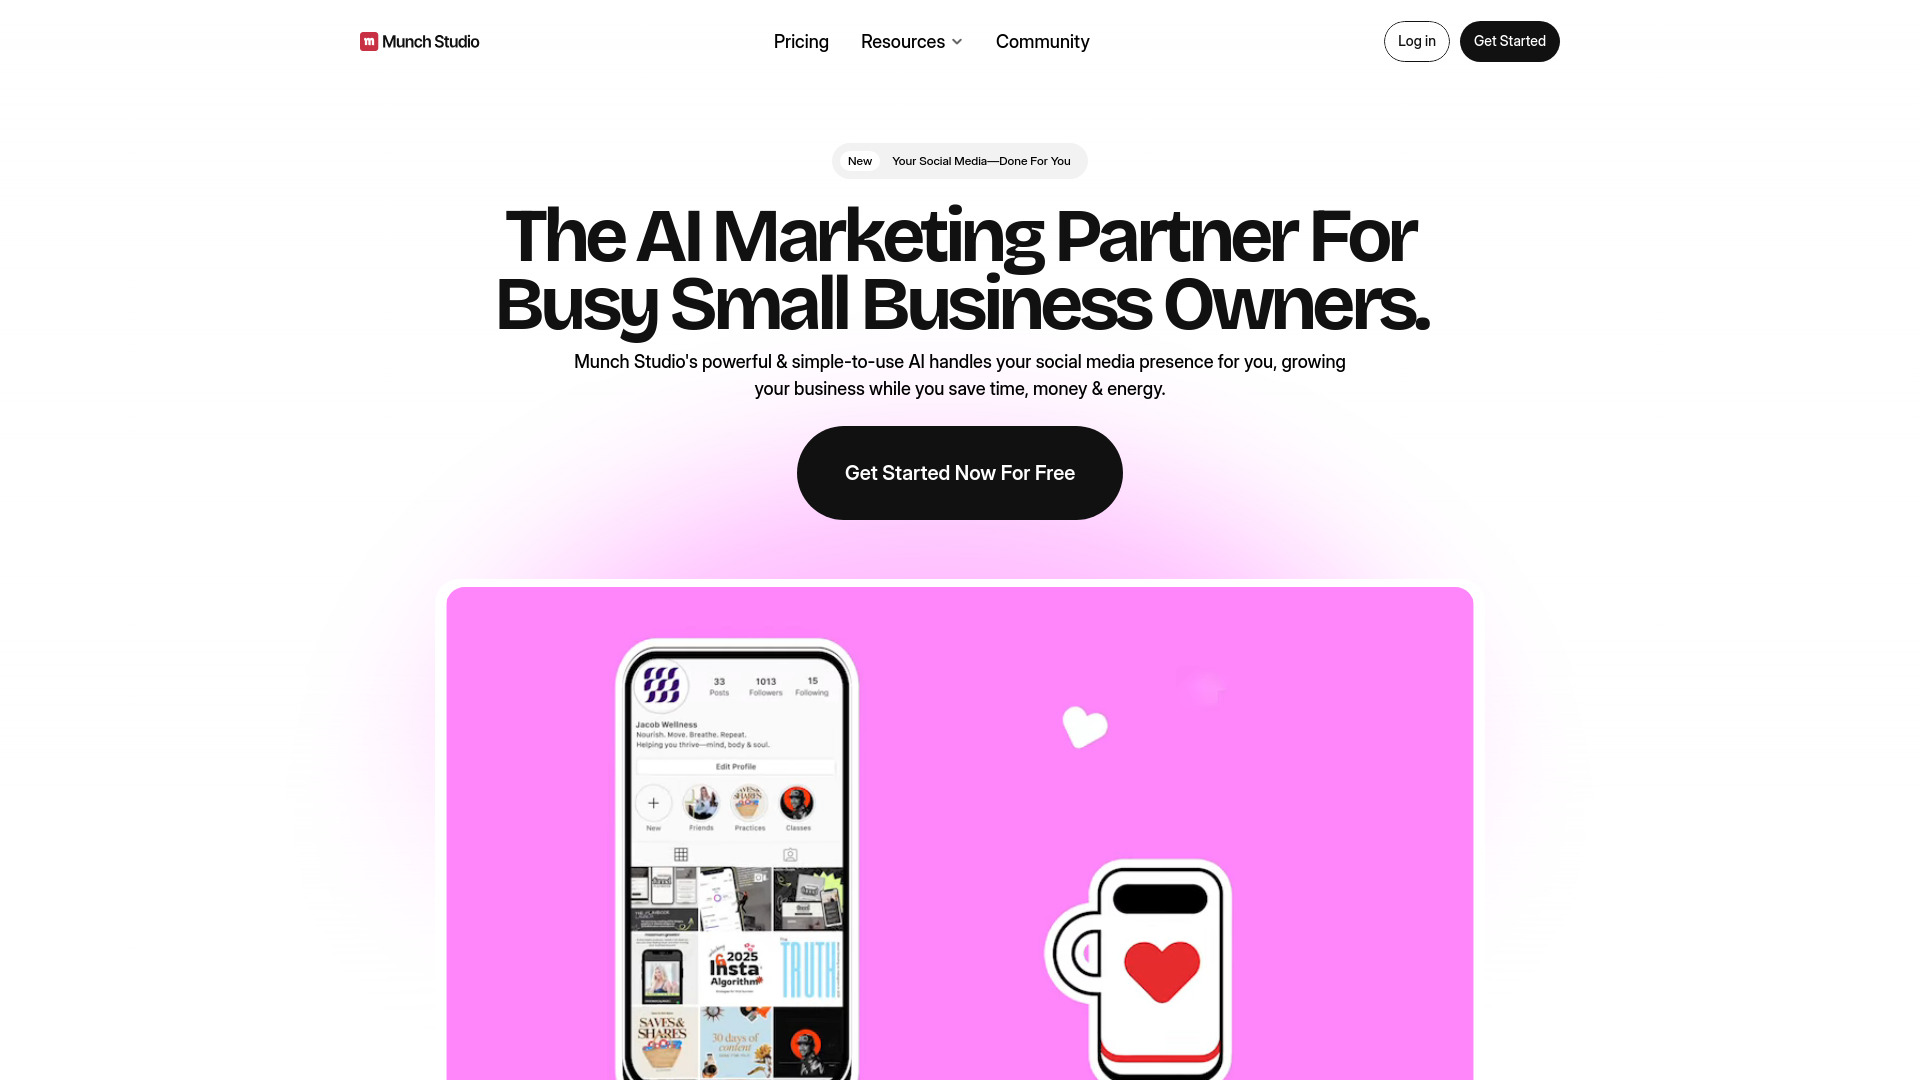 Munch Studio
Pricing
Resources
Community
Log in
Get Started
New
Your Social Media—Done For You
The AI Marketing Partner For
Busy Small Business Owners.
Munch Studio's powerful & simple-to-use AI handles your social media presence for you, growing
your business while you save time, money & energy.
Get Started Now For Free
33
1013
15
Posts
Followers
Following
Jacob Wellness
Nourish. Move. Breathe. Repeat.
Helping you thrive—mind, body & soul.
Edit Profile
New
Friends
Practices
Classes
2025
Insta
Algorithm
TRUTH
SAVES &
SHARES
30 days of
content